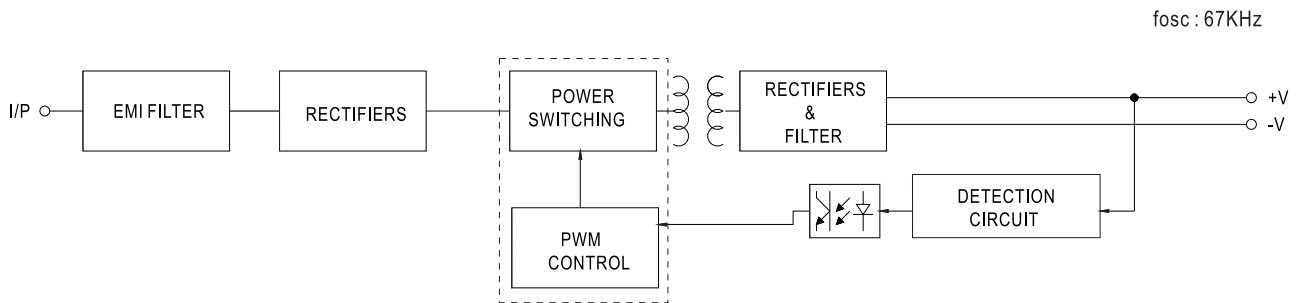 fosc : 67KHz
I/P
EMI FILTER
RECTIFIERS
POWER
SWITCHING
RECTIFIERS
&
FILTER
+V
-V
DETECTION
CIRCUIT
PWM
CONTROL